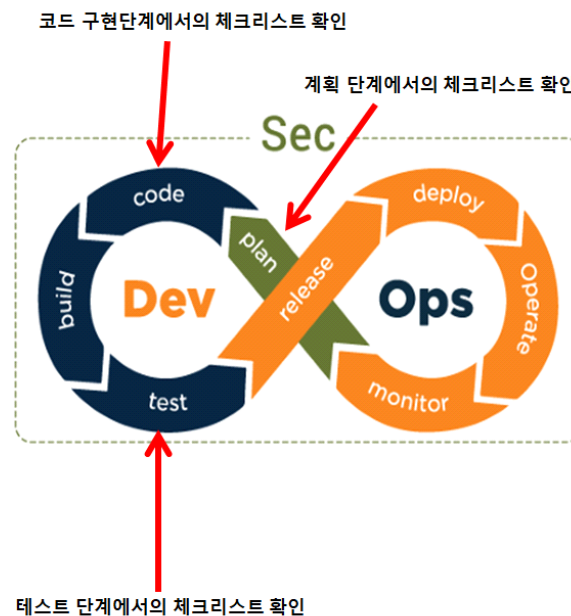 코드 구현단계에서의 체크리스트 확인
계획 단계에서의 체크리스트 확인
Sec
code
deploy
plan
build
Dev
release
Ops
Operate
test
monitor
테스트 단계에서의 체크리스트 확인